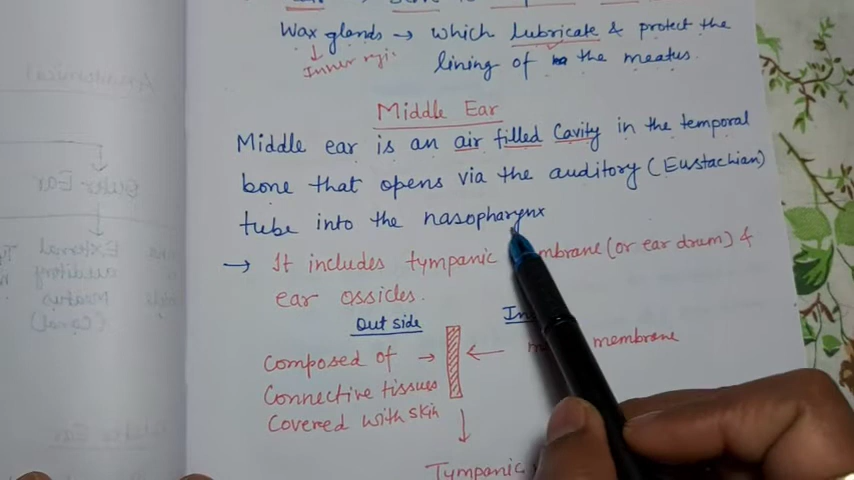 Wax glands → which lubricate & protect the
Inner
lining of the meatus.
Middle Ear
Middle ear is an air filled Cavity in the temporal
bone that opens via the auditory (Eustachian)
tube into the nasopharynx
→ It includes tympanic membrane (or ear drum) &
ear ossicles.
Out side
Composed of → ←  membrane
Connective tissues
Covered with skin
Tympanic